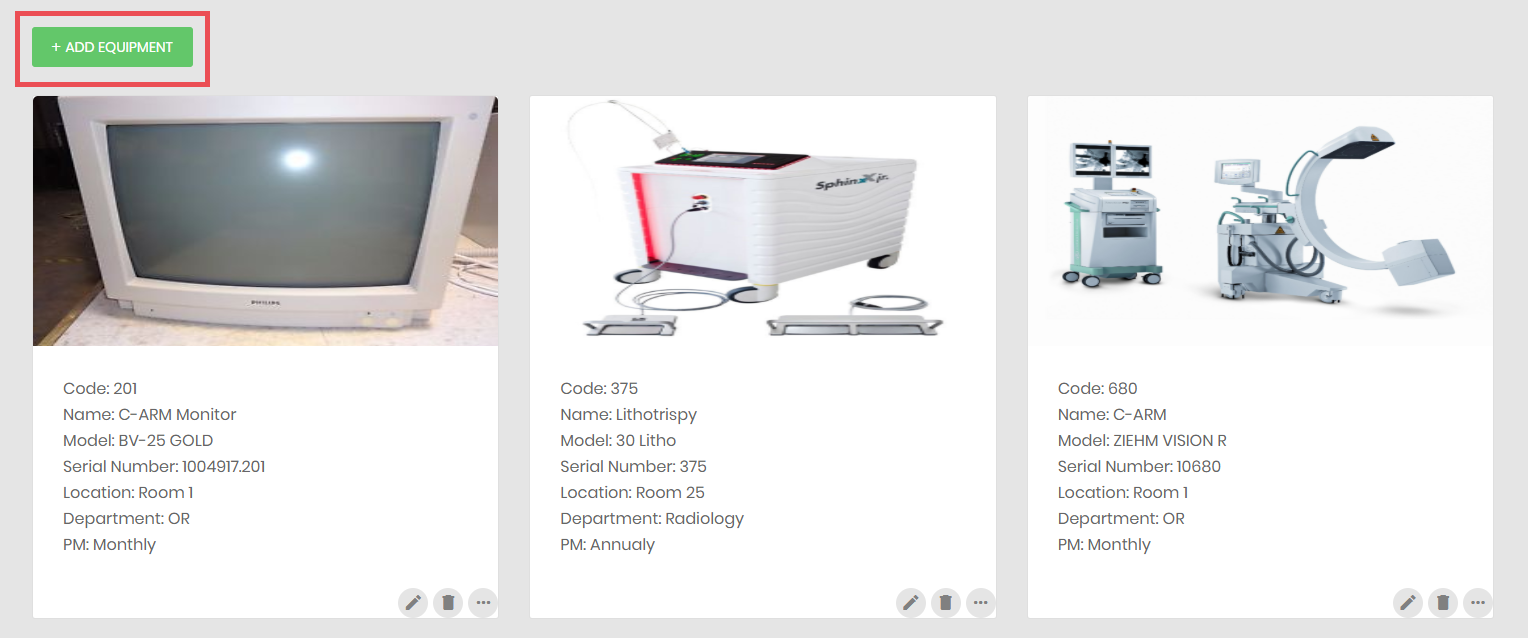 + ADD EQUIPMENT
PHILIPS
SphinX jr.
Code: 201
Name: C-ARM Monitor
Model: BV-25 GOLD
Serial Number: 1004917.201
Location: Room 1
Department: OR
PM: Monthly
Code: 375
Name: Lithotrispy
Model: 30 Litho
Serial Number: 375
Location: Room 25
Department: Radiology
PM: Annualy
Code: 680
Name: C-ARM
Model: ZIEHM VISION R
Serial Number: 10680
Location: Room 1
Department: OR
PM: Monthly